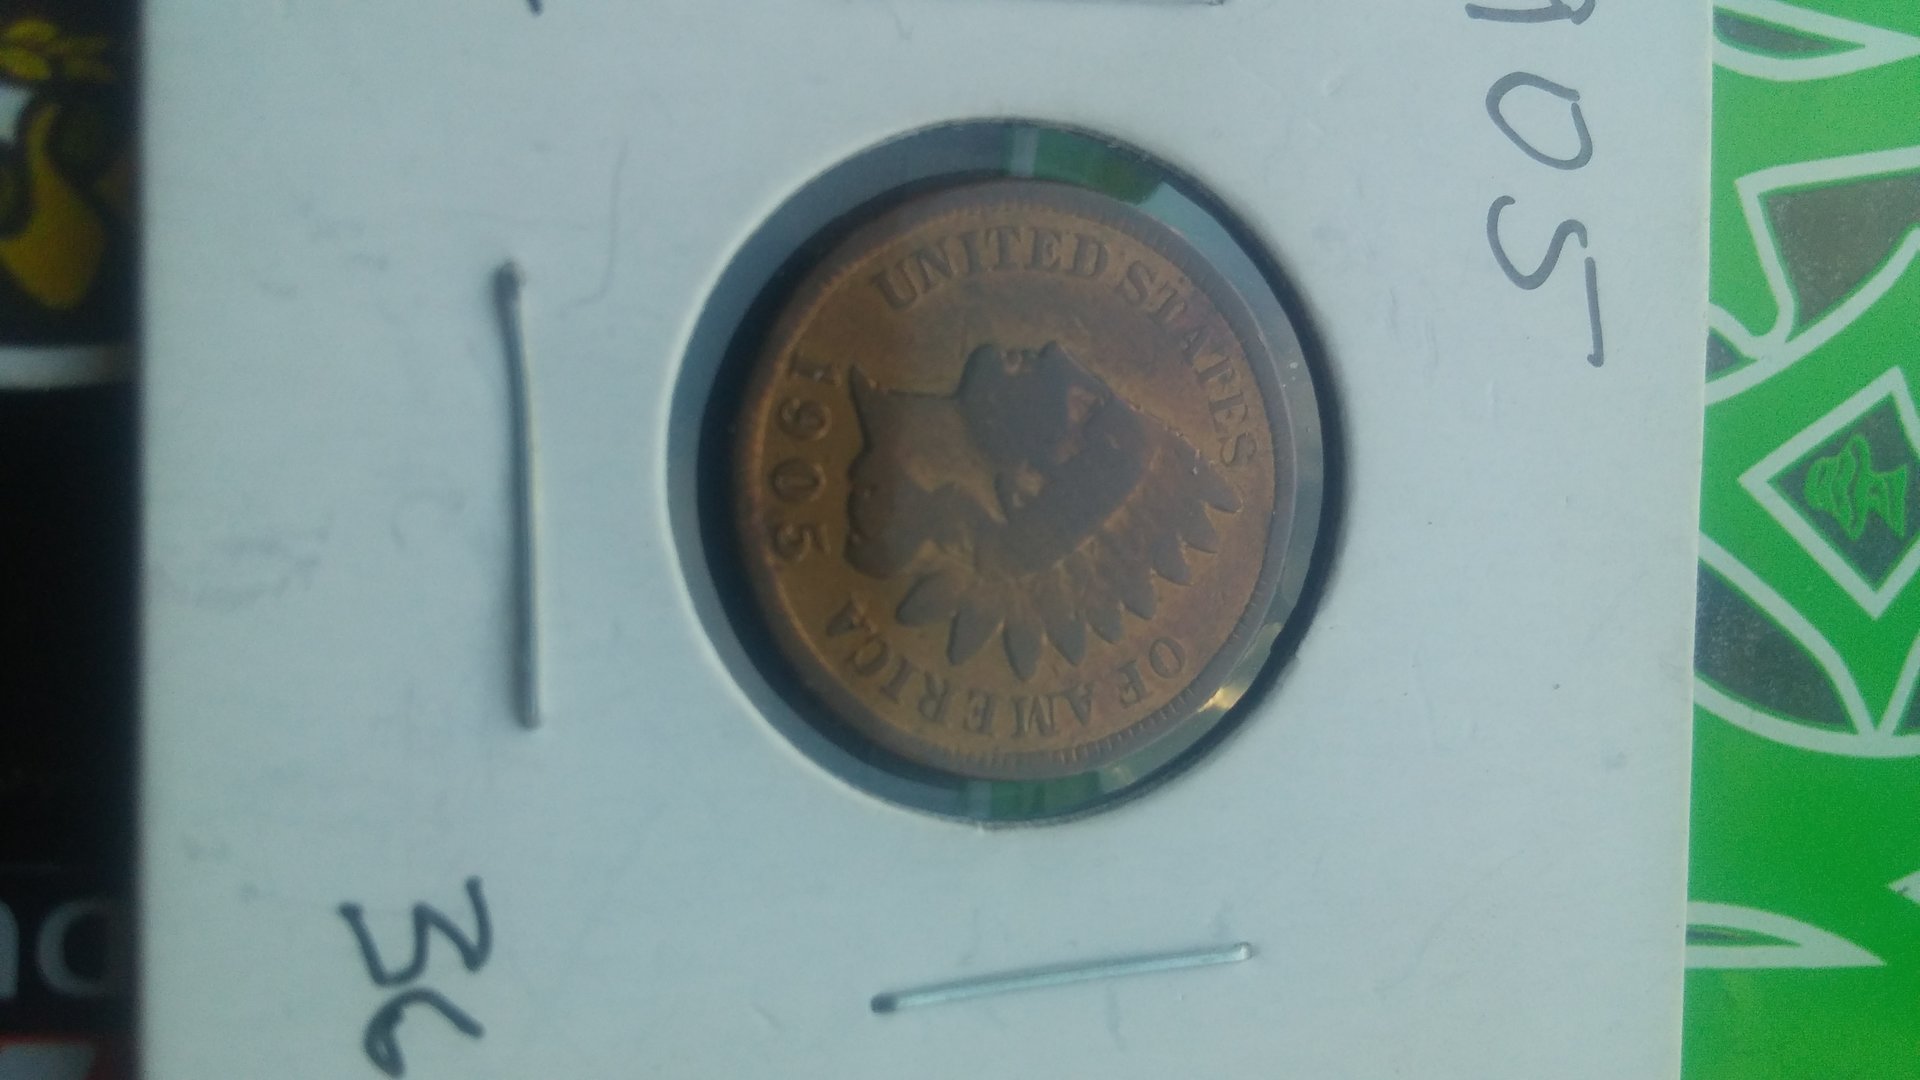 905
UNITED STATES OF AMERICA
1905
36